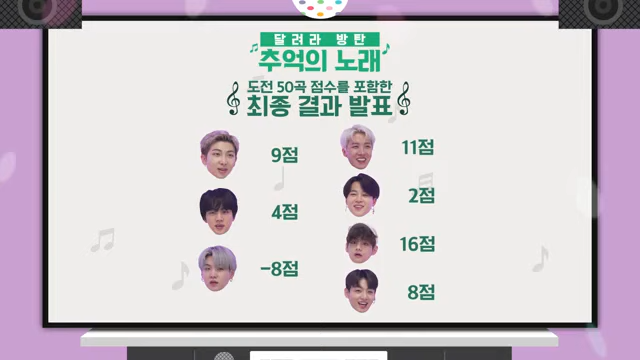 달려라 방탄
추억의 노래
도전 50곡 점수를 포함한
최종 결과 발표
9점
11점
4점
2점
-8점
16점
8점